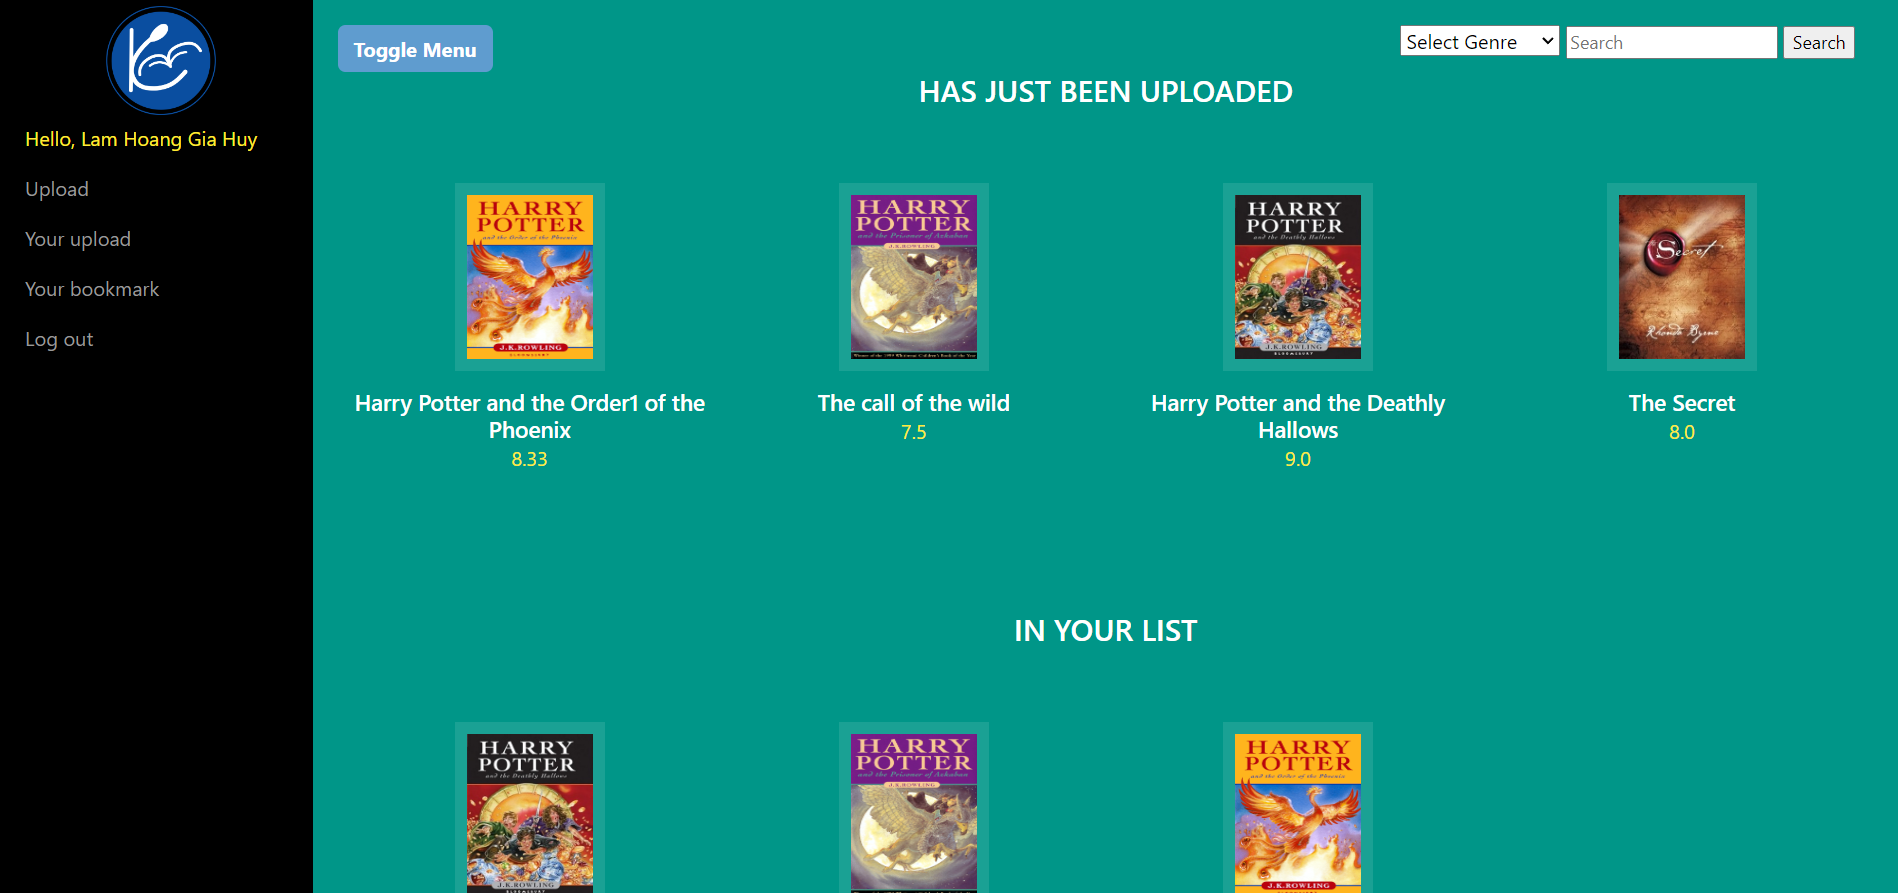 Hello, Lam Hoang Gia Huy
Upload
Your upload
Your bookmark
Log out
Toggle Menu
Select Genre
Search
Search
HAS JUST BEEN UPLOADED
HARRY
POTTER
and the Order of the Phoenix
J.K.ROWLING
BLOOMSBURY
Harry Potter and the Order1 of the
Phoenix
8.33
HARRY
POTTER
and the Prisoner of Azkaban
J.K.ROWLING
The call of the wild
7.5
HARRY
POTTER
and the Deathly Hallows
J.K.ROWLING
BLOOMSBURY
Harry Potter and the Deathly
Hallows
9.0
Secret
Rhonda Byrne
The Secret
8.0
IN YOUR LIST
HARRY
POTTER
and the Deathly Hallows
J.K.ROWLING
HARRY
POTTER
and the Prisoner of Azkaban
J.K.ROWLING
HARRY
POTTER
and the Order of the Phoenix
J.K.ROWLING